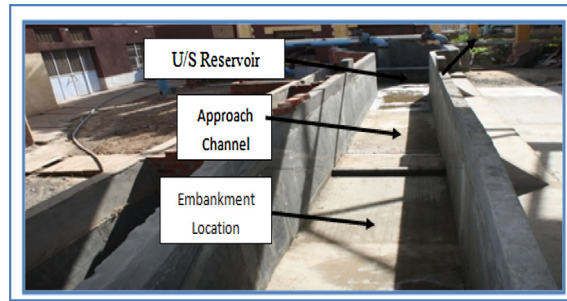 U/S Reservoir
Approach
Channel
Embankment
Location